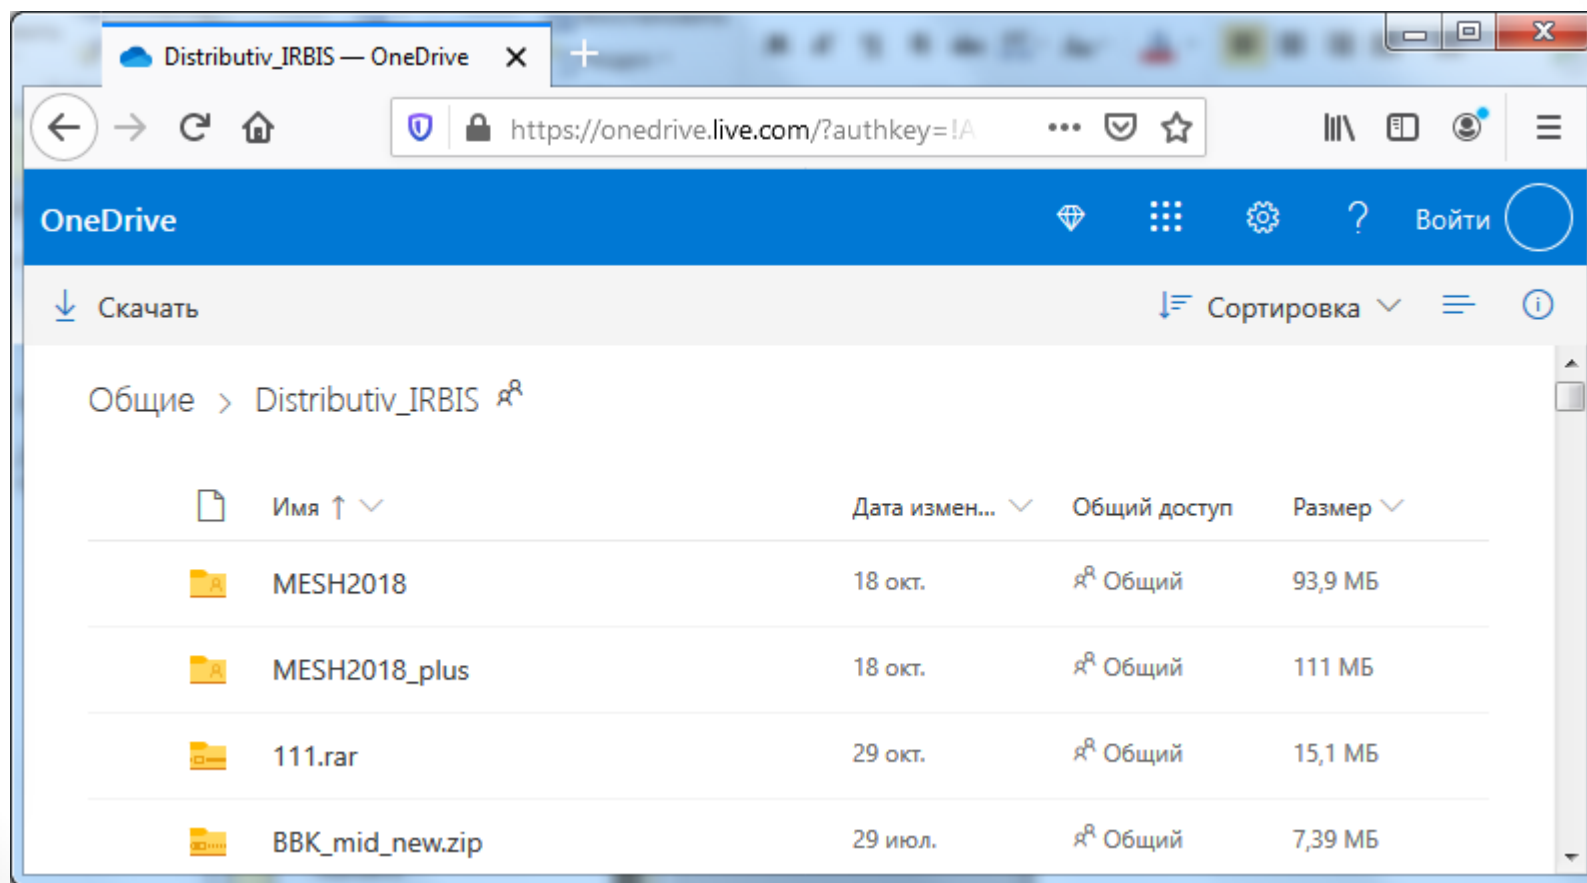 Distributiv_IRBIS — OneDrive
https://onedrive.live.com/?authkey=!A
OneDrive
Войти
Скачать
Сортировка
Общие > Distributiv_IRBIS
Имя ↑ Дата измен... Общий доступ Размер
MESH2018 18 окт. Общий 93,9 МБ
MESH2018_plus 18 окт. Общий 111 МБ
111.rar 29 окт. Общий 15,1 МБ
BBK_mid_new.zip 29 июл. Общий 7,39 МБ